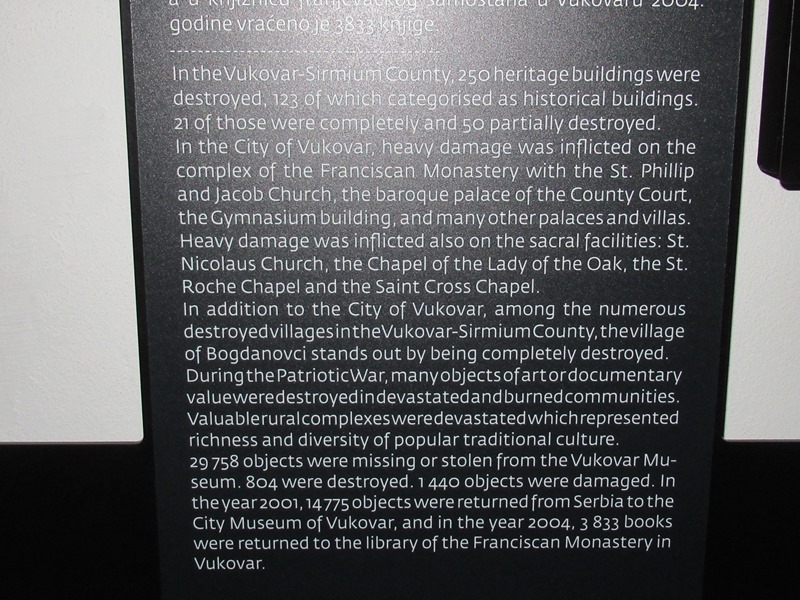 a u knjižnicu franjevačkog samostana u Vukovaru 2004.
godine vraćeno je 3833 knjige
In the Vukovar-Sirmium County, 250 heritage buildings were
destroyed, 123 of which categorised as historical buildings.
21 of those were completely and 50 partially destroyed.
In the City of Vukovar, heavy damage was inflicted on the
complex of the Franciscan Monastery with the St. Phillip
and Jacob Church, the baroque palace of the County Court,
the Gymnasium building, and many other palaces and villas.
Heavy damage was inflicted also on the sacral facilities: St.
Nicolaus Church, the Chapel of the Lady of the Oak, the St.
Roche Chapel and the Saint Cross Chapel.
In addition to the City of Vukovar, among the numerous
destroyed villages in the Vukovar-Sirmium County, the village
of Bogdanovci stands out by being completely destroyed.
During the Patriotic War, many objects of art or documentary
value were destroyed in devastated and burned communities.
Valuable rural complexes were devastated which represented
richness and diversity of popular traditional culture.
29 758 objects were missing or stolen from the Vukovar Mu-
seum. 804 were destroyed. 1 440 objects were damaged. In
the year 2001, 14 775 objects were returned from Serbia to the
City Museum of Vukovar, and in the year 2004, 3 833 books
were returned to the library of the Franciscan Monastery in
Vukovar.